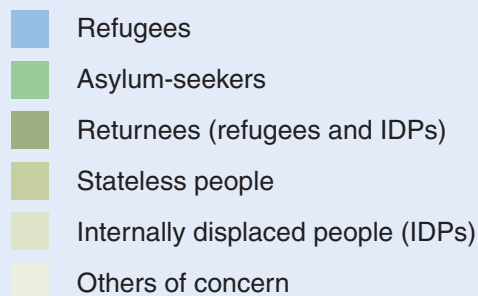 Refugees
Asylum-seekers
Returnees (refugees and IDPs)
Stateless people
Internally displaced people (IDPs)
Others of concern